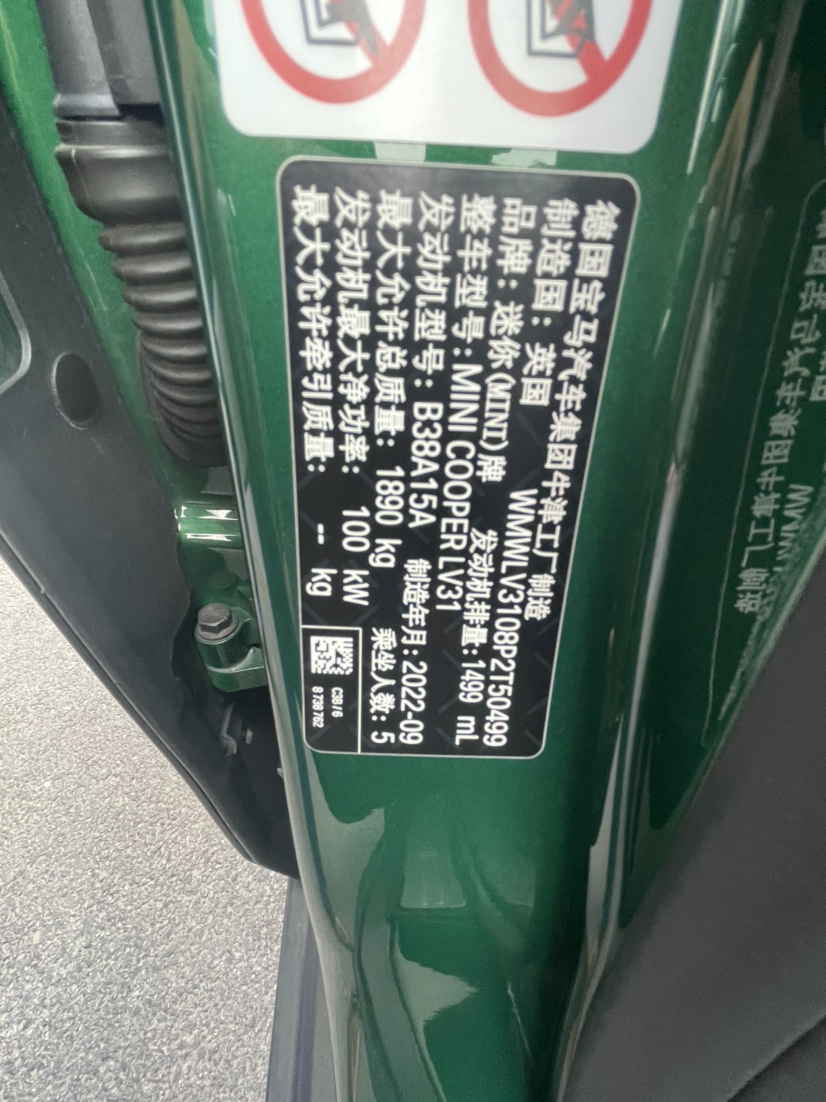 德国宝马汽车集团牛津工厂制造
制造国：英国 WMWLV3108P2T50499
品牌：迷你(MINI)牌 发动机排量:1499 mL
整车型号：MINI COOPER LV31
发动机型号：B38A15A 制造年月:2022-09
最大允许总质量：1890 kg 乘坐人数：5
发动机最大净功率：100 kW
最大允许牵引质量：-- kg
C38 / 6
8 738 762